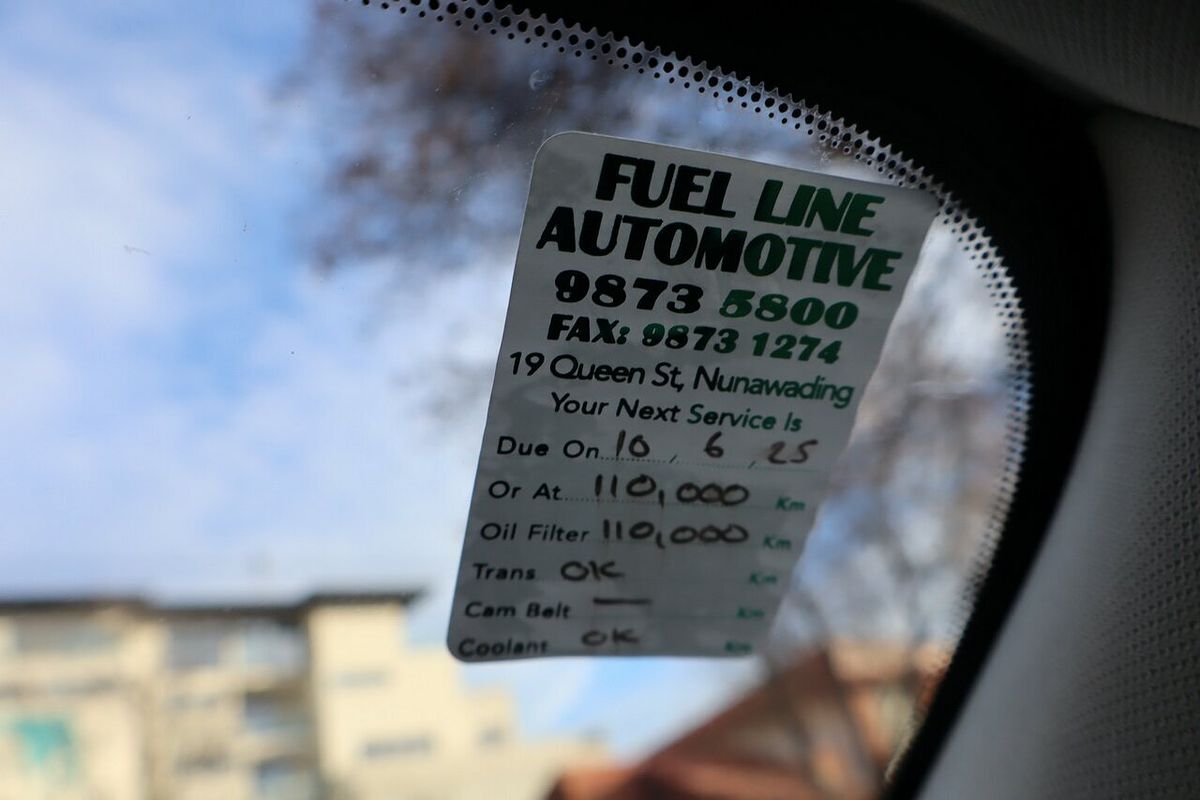 FUEL LINE
AUTOMOTIVE
9873 5800
FAX: 9873 1274
19 Queen St, Nunawading
Your Next Service Is
Due On 10 / 6 / 25
Or At 110,000 Km
Oil Filter 110,000 Km
Trans OK Km
Cam Belt — Km
Coolant OK Km